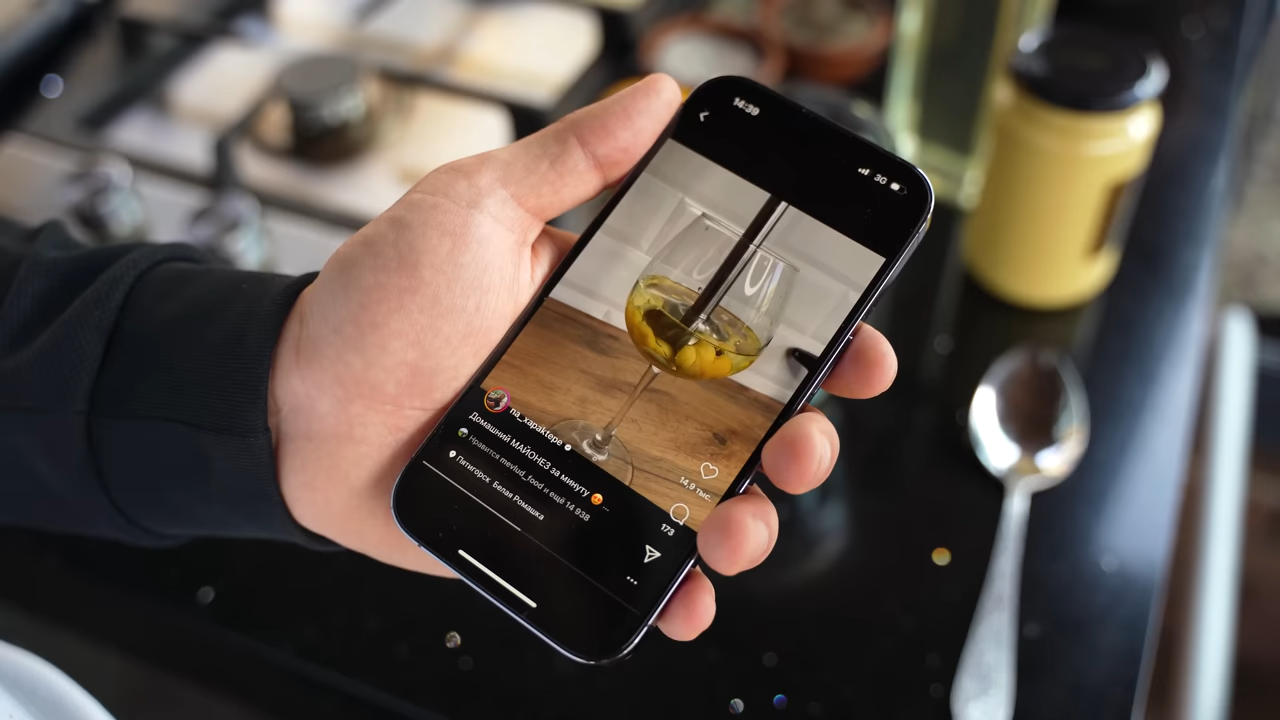 14:39
3G
na_xapaktepe
Домашний МАЙОНЕЗ за минуту 😍 ...
Нравится mevlud_food и ещё 14 938
Пятигорск Белая Ромашка
14,9 тыс.
173